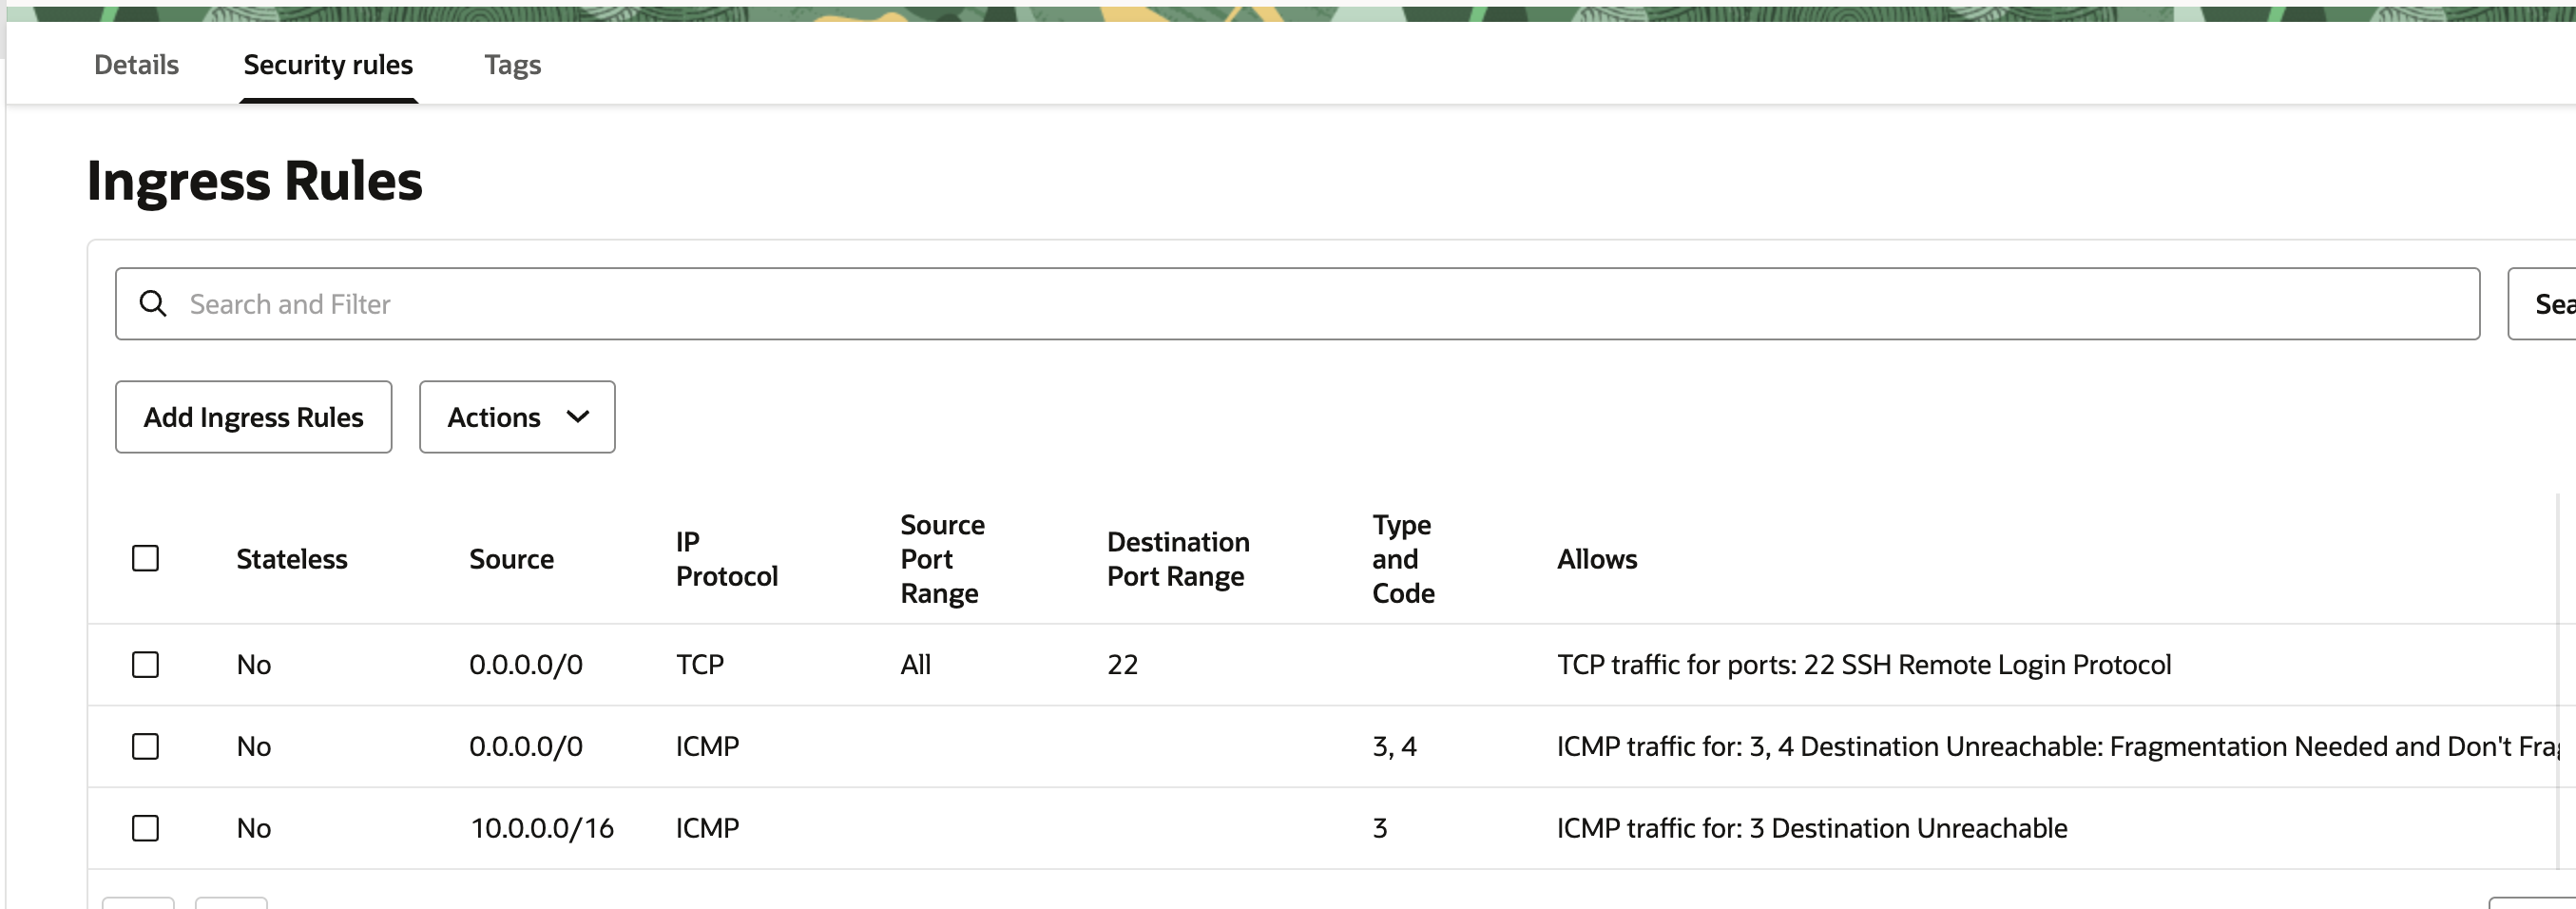 Details Security rules Tags
Ingress Rules
Search and Filter
Add Ingress Rules Actions
Stateless Source IP Protocol Source Port Range Destination Port Range Type and Code Allows
No 0.0.0.0/0 TCP All 22 TCP traffic for ports: 22 SSH Remote Login Protocol
No 0.0.0.0/0 ICMP 3, 4 ICMP traffic for: 3, 4 Destination Unreachable: Fragmentation Needed and Don't
No 10.0.0.0/16 ICMP 3 ICMP traffic for: 3 Destination Unreachable